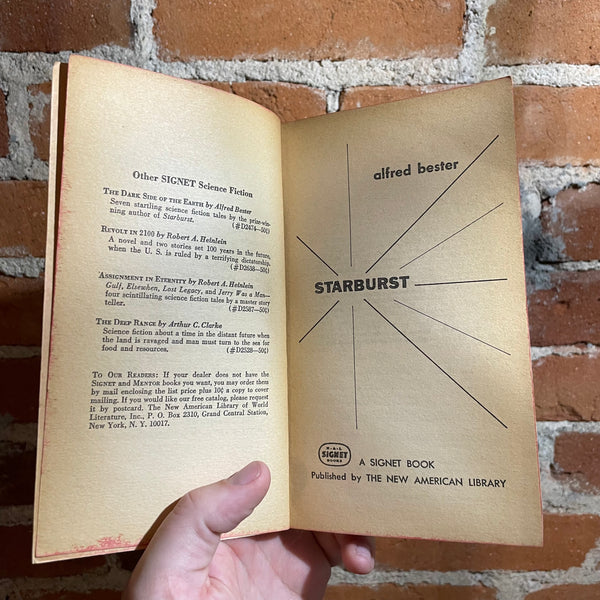 Other SIGNET Science Fiction
THE DARK SIDE OF THE EARTH by Alfred Bester
Seven startling science fiction tales by the prize-win-
ning author of Starburst.
(#D2474—50¢)
REVOLT IN 2100 by Robert A. Heinlein
A novel and two stories set 100 years in the future,
when the U. S. is ruled by a terrifying dictatorship.
(#D2638—50¢)
ASSIGNMENT IN ETERNITY by Robert A. Heinlein
Gulf, Elsewhen, Lost Legacy, and Jerry Was a Man—
four scintillating science fiction tales by a master story
teller.
(#D2587—50¢)
THE DEEP RANGE by Arthur C. Clarke
Science fiction about a time in the distant future when
the land is ravaged and man must turn to the sea for
food and resources.
(#D2528—50¢)
TO OUR READERS: If your dealer does not have the
SIGNET and MENTOR books you want, you may order them
by mail enclosing the list price plus 10¢ a copy to cover
mailing. If you would like our free catalog, please request
it by postcard. The New American Library of World
Literature, Inc., P. O. Box 2310, Grand Central Station,
New York, N. Y. 10017.
alfred bester
STARBURST
N·A·L
SIGNET
BOOKS
A SIGNET BOOK
Published by THE NEW AMERICAN LIBRARY